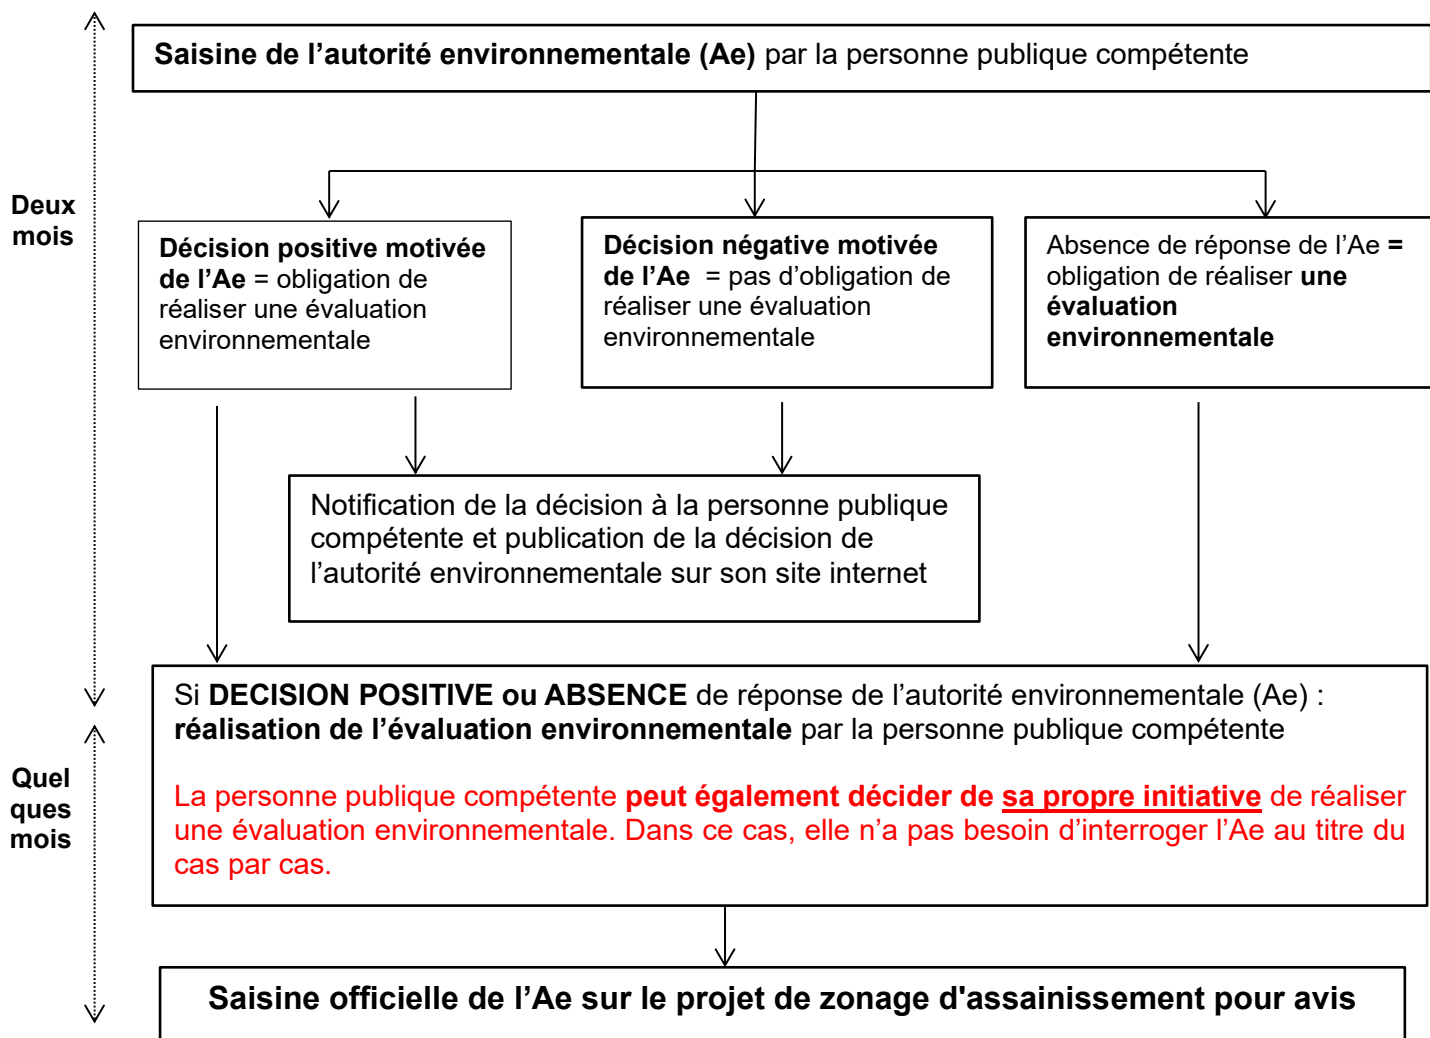 Saisine de l’autorité environnementale (Ae) par la personne publique compétente
Deux
mois
Décision positive motivée
de l’Ae = obligation de
réaliser une évaluation
environnementale
Décision négative motivée
de l’Ae = pas d’obligation de
réaliser une évaluation
environnementale
Absence de réponse de l’Ae =
obligation de réaliser une
évaluation
environnementale
Notification de la décision à la personne publique
compétente et publication de la décision de
l’autorité environnementale sur son site internet
Si DECISION POSITIVE ou ABSENCE de réponse de l’autorité environnementale (Ae) :
réalisation de l’évaluation environnementale par la personne publique compétente
Quel
ques
mois
La personne publique compétente peut également décider de sa propre initiative de réaliser
une évaluation environnementale. Dans ce cas, elle n’a pas besoin d’interroger l’Ae au titre du
cas par cas.
Saisine officielle de l’Ae sur le projet de zonage d'assainissement pour avis